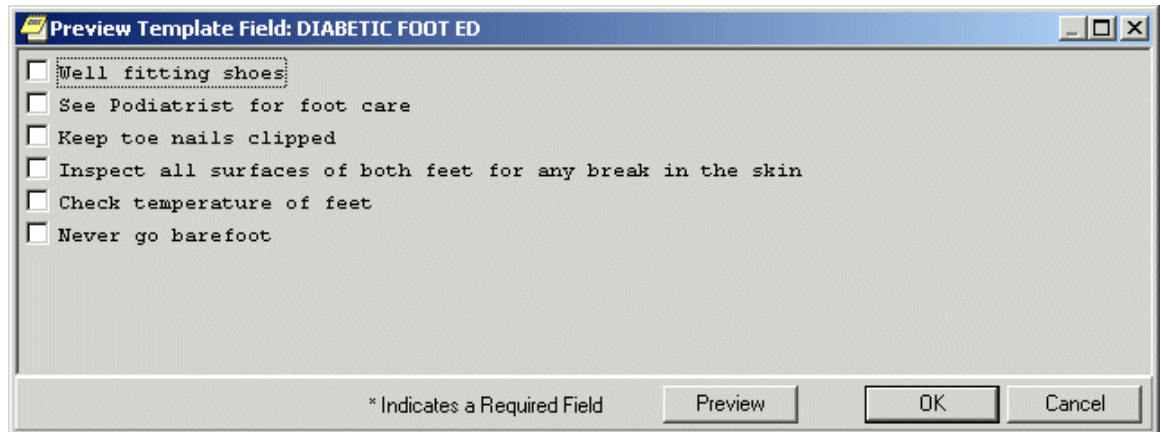 Preview Template Field: DIABETIC FOOT ED
Well fitting shoes
See Podiatrist for foot care
Keep toe nails clipped
Inspect all surfaces of both feet for any break in the skin
Check temperature of feet
Never go barefoot
* Indicates a Required Field Preview OK Cancel